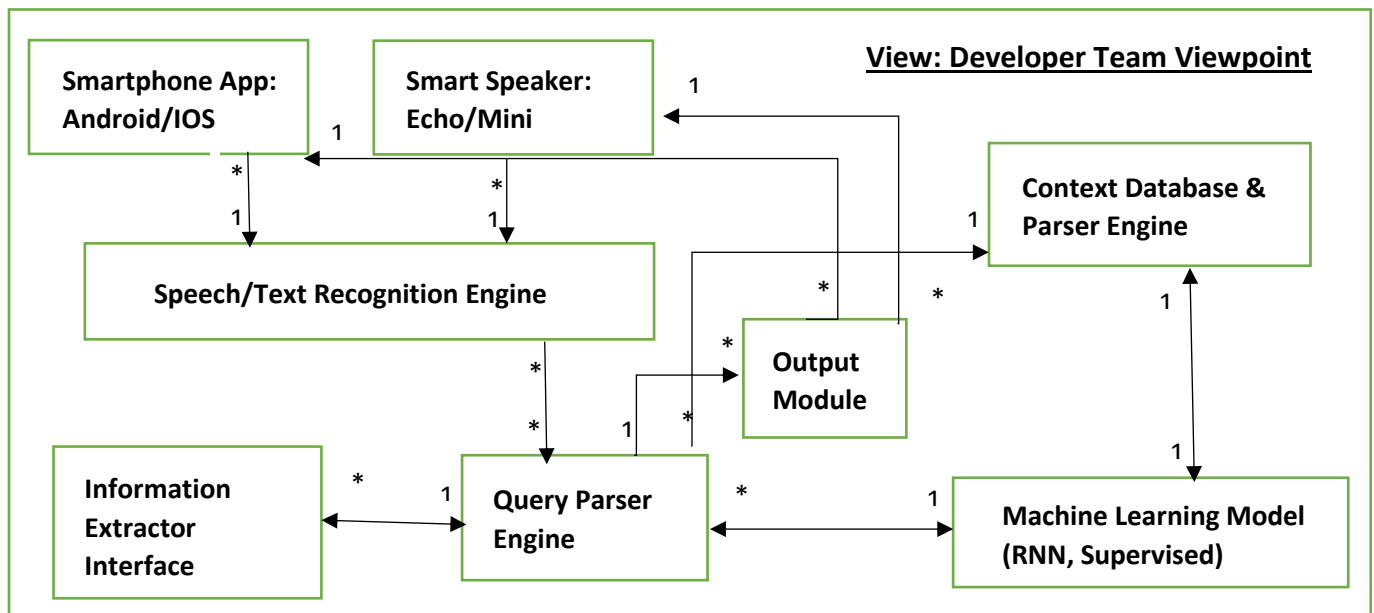 View: Developer Team Viewpoint
Smartphone App:
Android/IOS
Smart Speaker:
Echo/Mini
1
1
*
*
1
1
Context Database &
Parser Engine
1
Speech/Text Recognition Engine
*
*
1
*
*
Output
Module
*
*
1
*
1
Information
Extractor
Interface
*
1
Query Parser
Engine
*
1
Machine Learning Model
(RNN, Supervised)